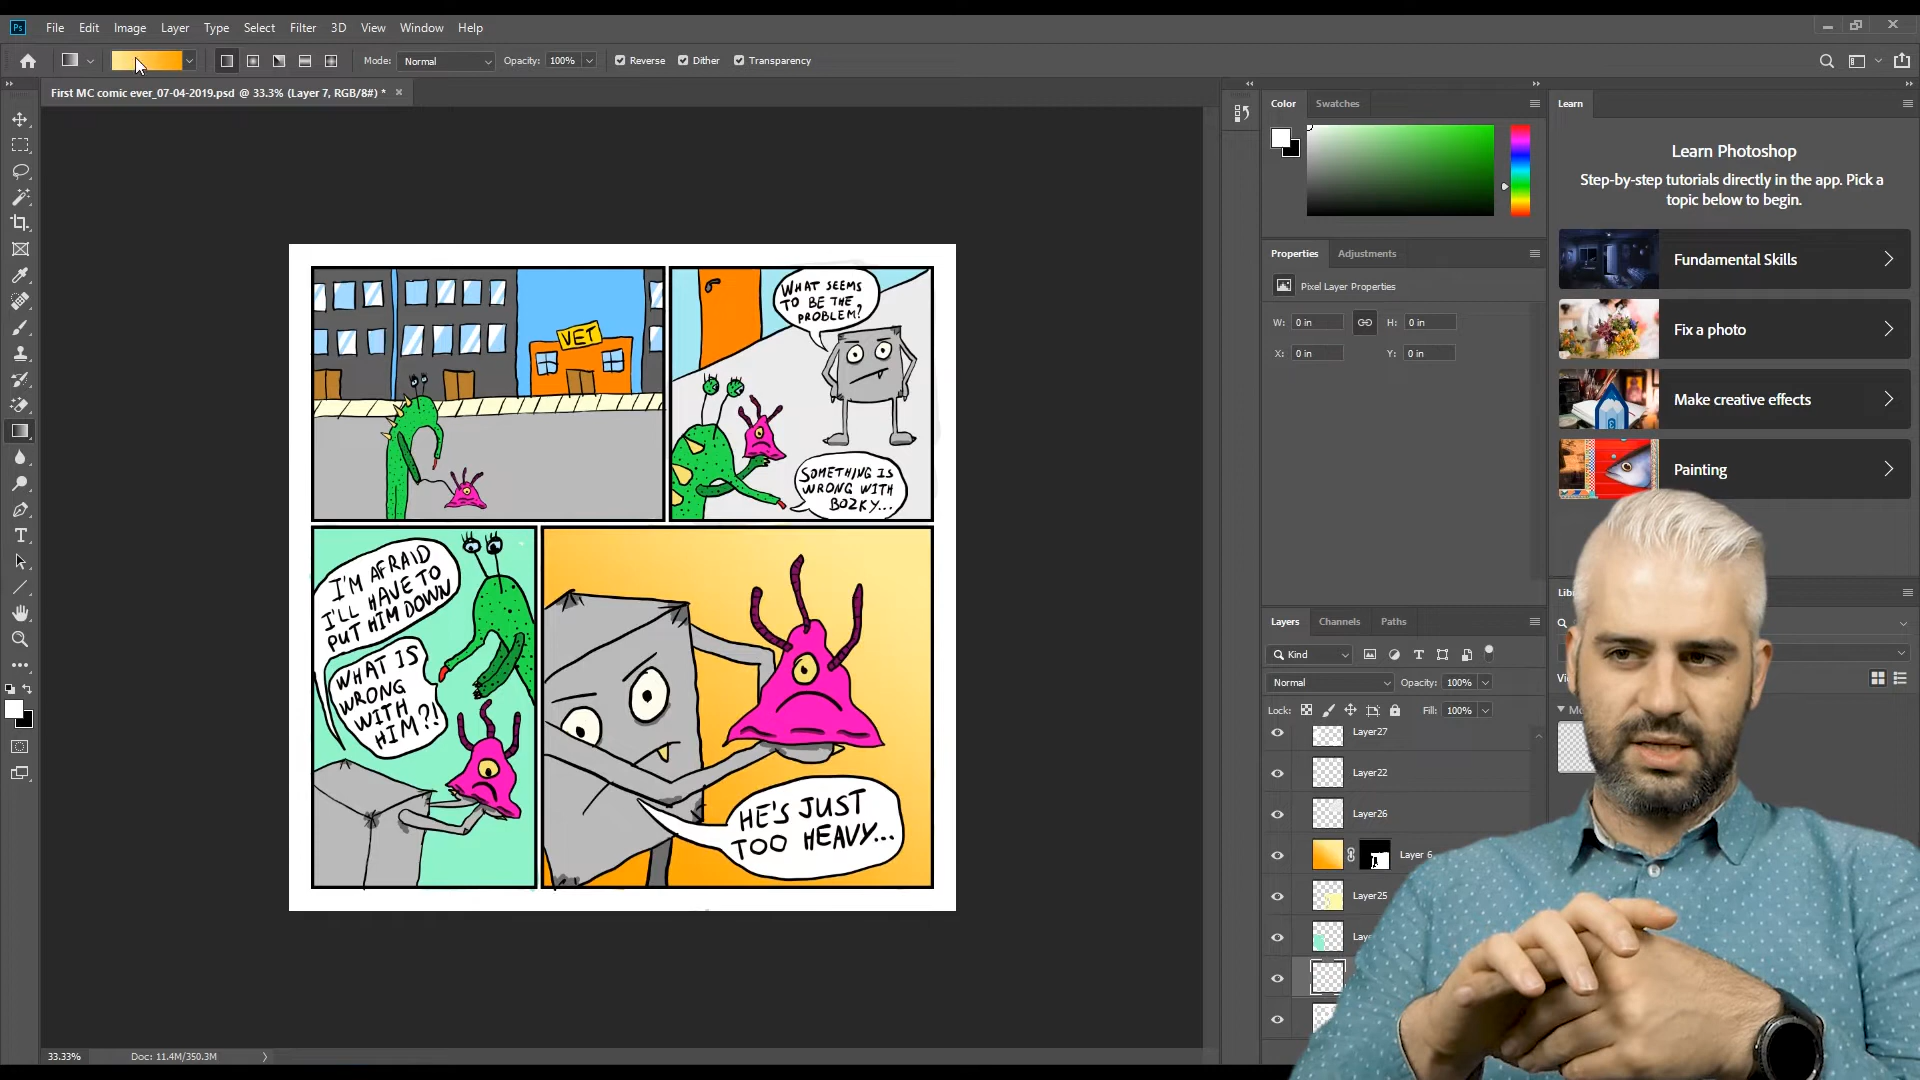 Ps File Edit Image Layer Type Select Filter 3D View Window Help
Mode: Normal Opacity: 100% Reverse Dither Transparency
First MC comic ever_07-04-2019.psd @ 33.3% (Layer 7, RGB/8#) * ×
VET
WHAT SEEMS
TO BE THE
PROBLEM?
SOMETHING IS
WRONG WITH
BOZKY...
I'M AFRAID
I'LL HAVE TO
PUT HIM DOWN
WHAT IS
WRONG
WITH
HIM?!
HE'S JUST
TOO HEAVY...
33.33% Doc: 11.4M/350.3M
Color Swatches
Properties Adjustments
Pixel Layer Properties
W: 0 in H: 0 in
X: 0 in Y: 0 in
Layers Channels Paths
Kind
Normal Opacity: 100%
Lock: Fill: 100%
Layer27
Layer22
Layer26
Layer 6
Layer25
Learn
Learn Photoshop
Step-by-step tutorials directly in the app. Pick a
topic below to begin.
Fundamental Skills
Fix a photo
Make creative effects
Painting